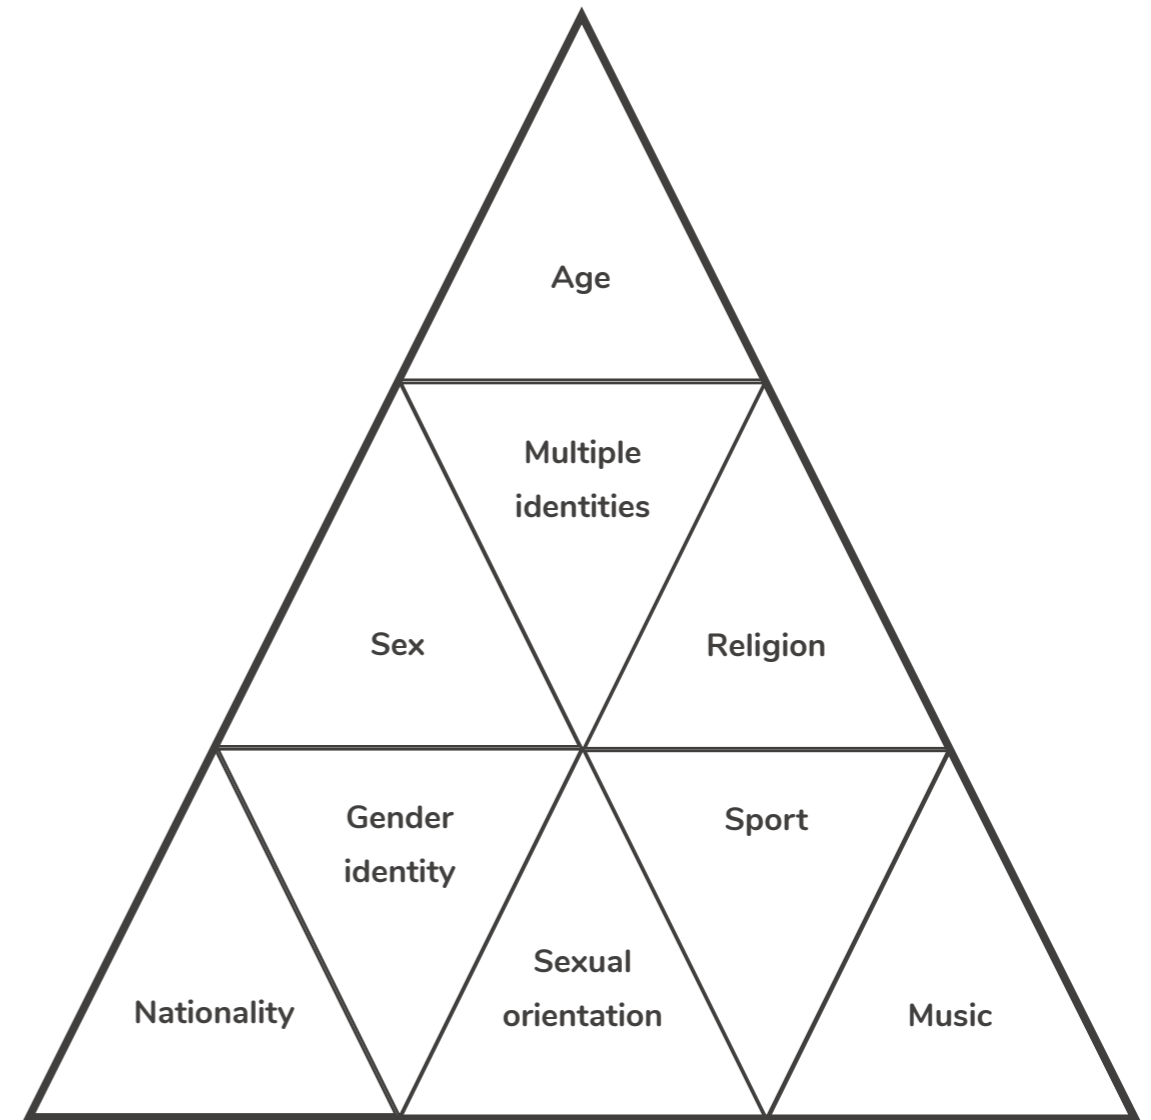 Age
Multiple
identities
Sex
Religion
Gender
identity
Sport
Sexual
orientation
Nationality
Music